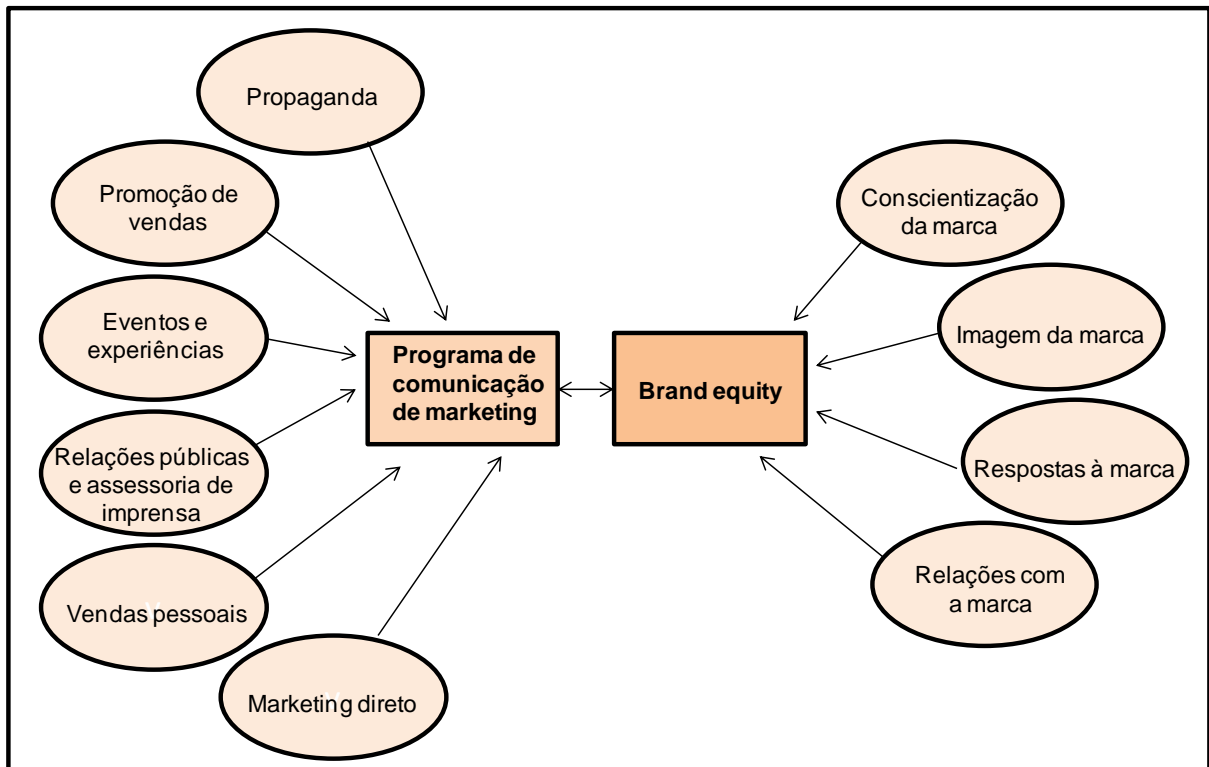 Propaganda
Promoção de
vendas
Eventos e
experiências
Relações públicas
e assessoria de
imprensa
Vendas pessoais
Marketing direto
Programa de
comunicação
de marketing
Brand equity
Conscientização
da marca
Imagem da marca
Respostas à marca
Relações com
a marca